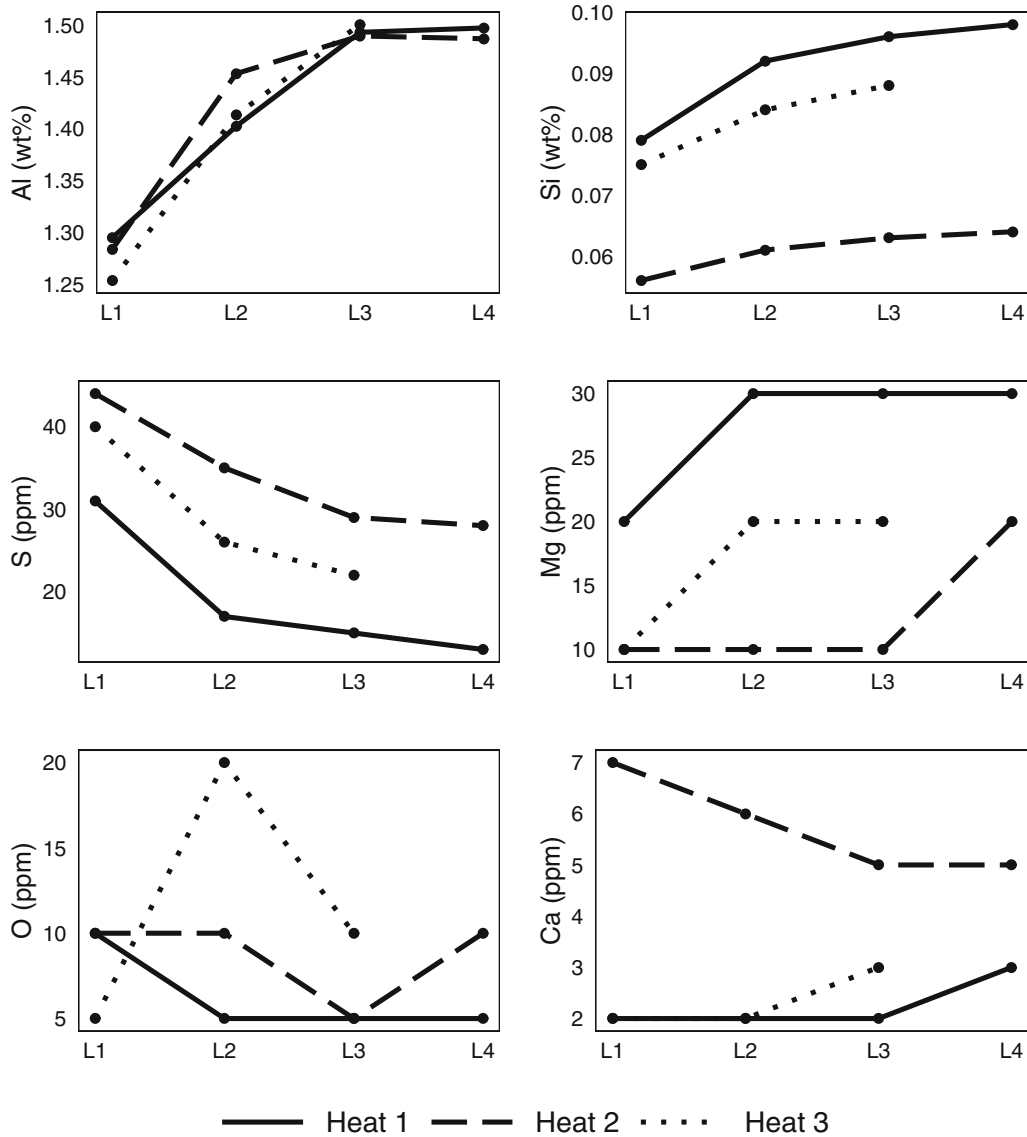 Al (wt%)
1.50
1.45
1.40
1.35
1.30
1.25
L1 L2 L3 L4
Si (wt%)
0.10
0.09
0.08
0.07
0.06
L1 L2 L3 L4
S (ppm)
40
30
20
L1 L2 L3 L4
Mg (ppm)
30
25
20
15
10
L1 L2 L3 L4
O (ppm)
20
15
10
5
L1 L2 L3 L4
Ca (ppm)
7
6
5
4
3
2
L1 L2 L3 L4
Heat 1 Heat 2 Heat 3